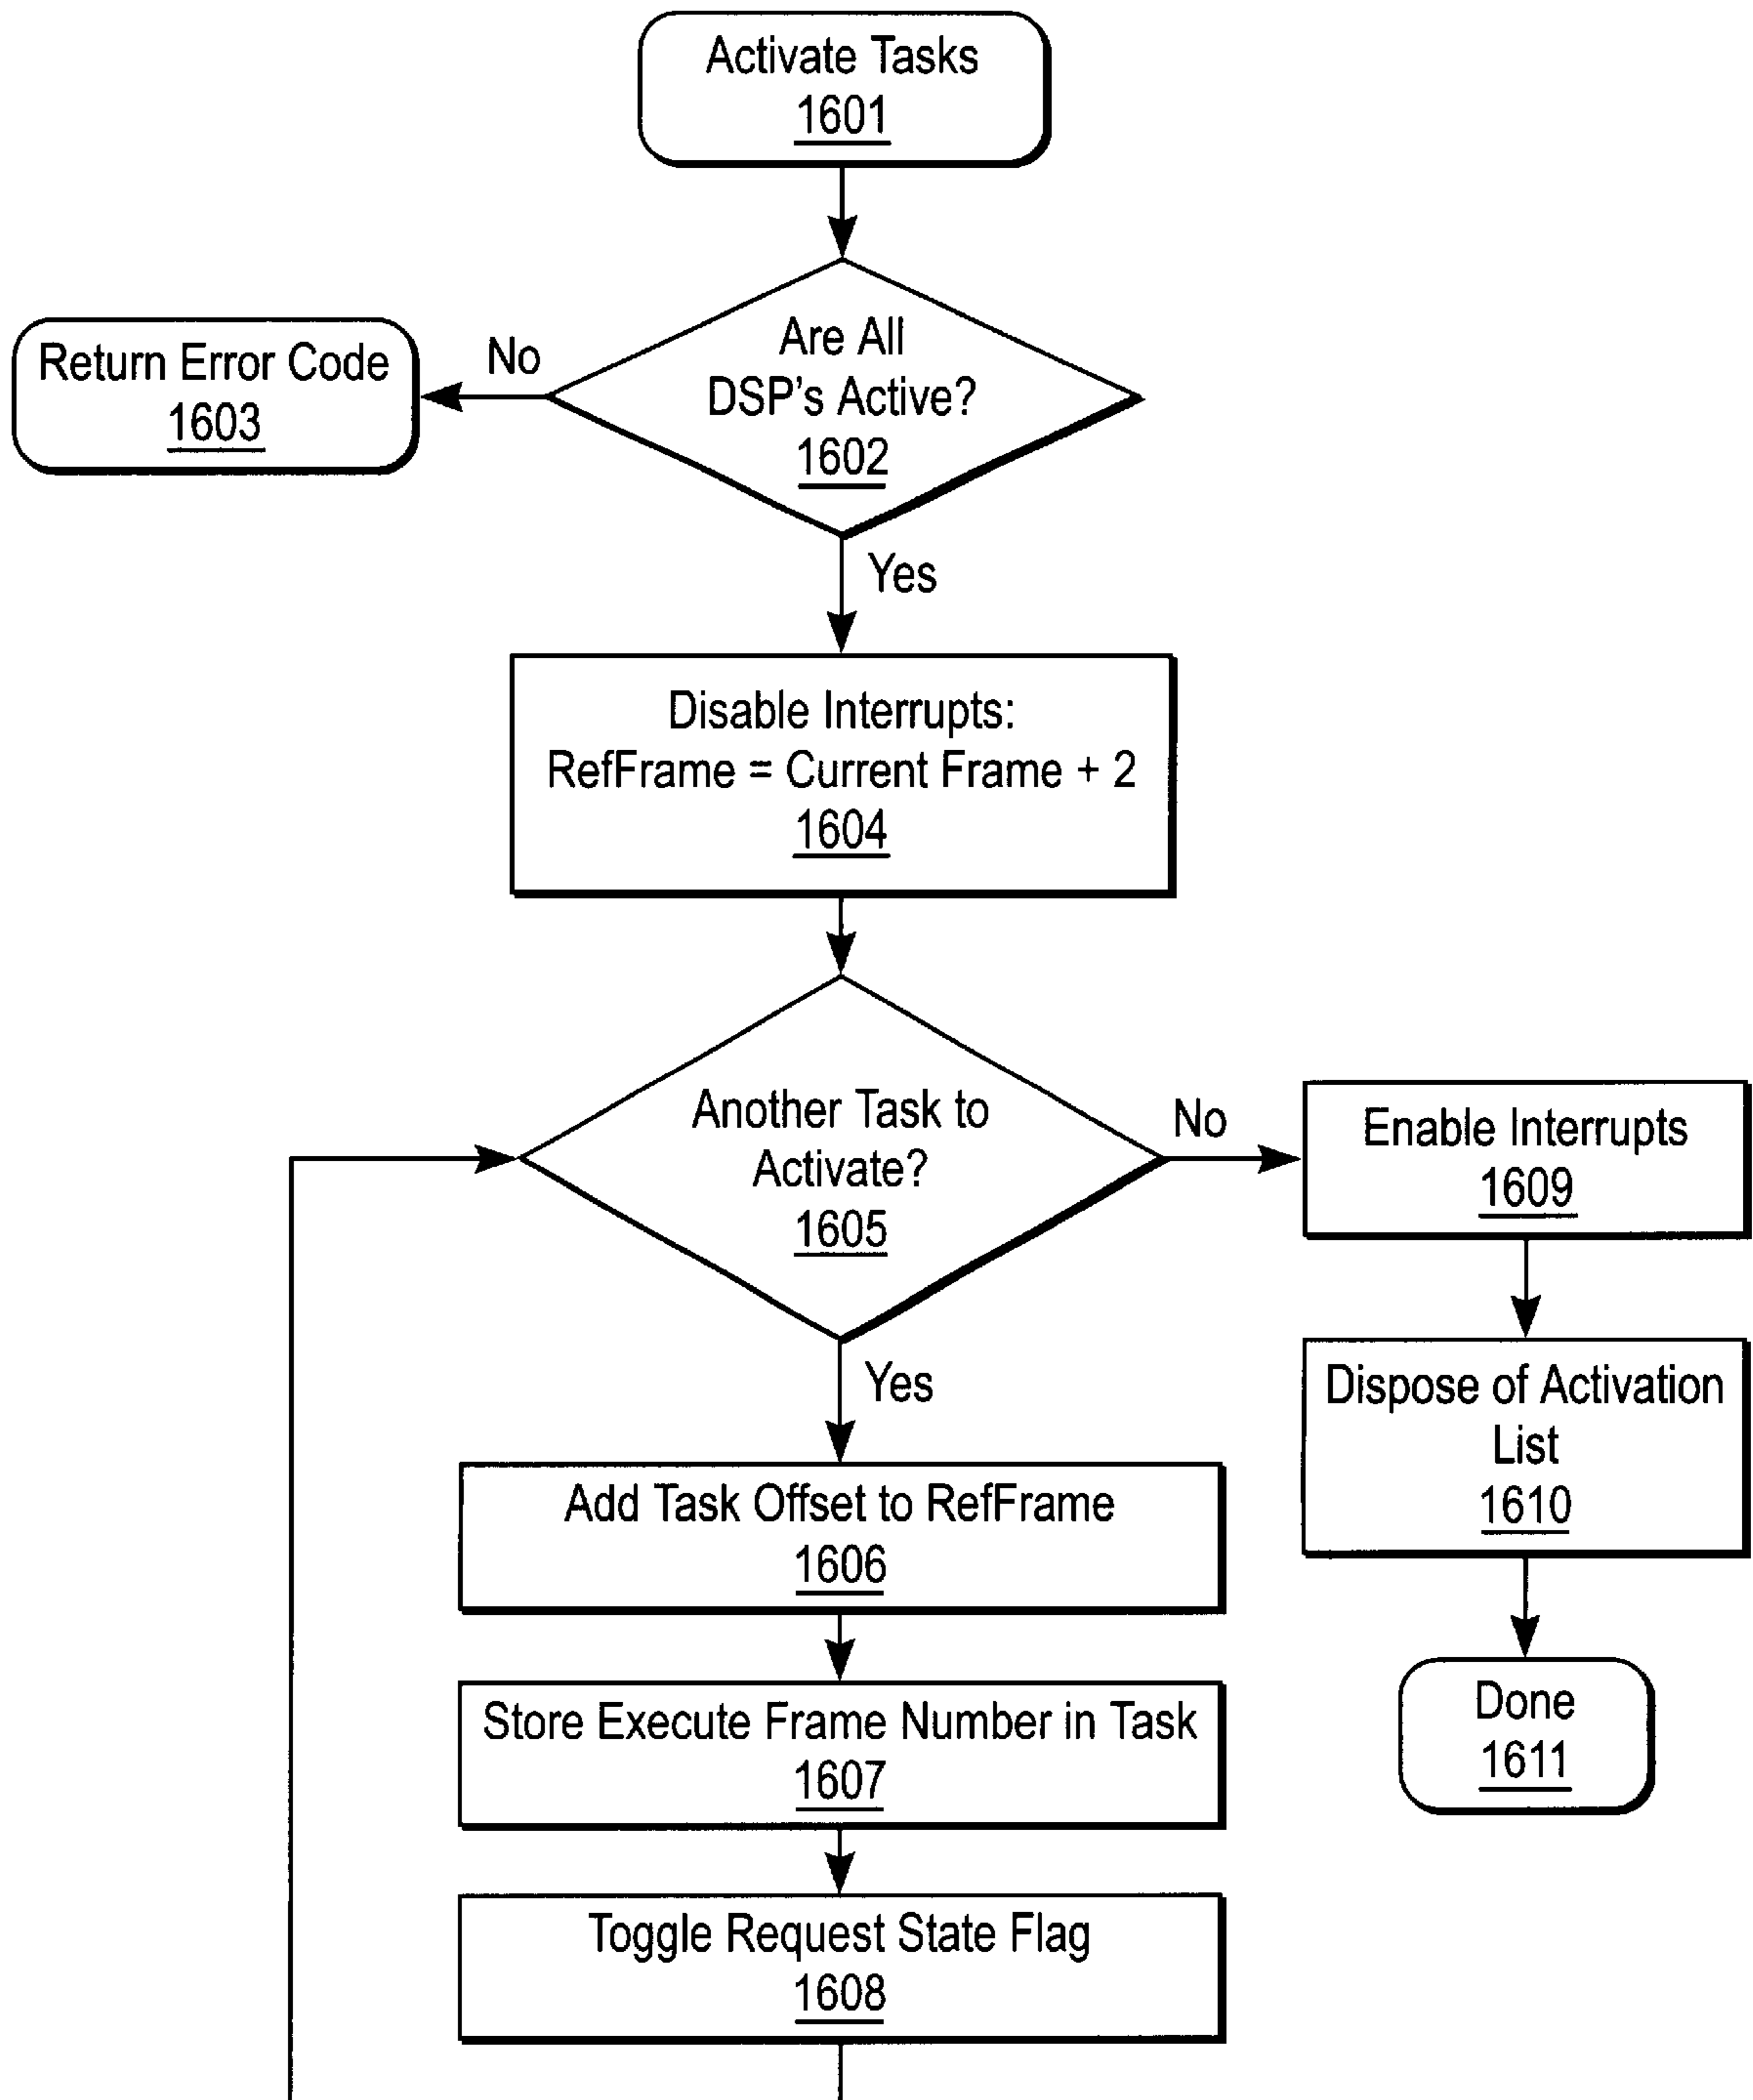 Activate Tasks
1601
Are All
DSP's Active?
1602
No
Return Error Code
1603
Yes
Disable Interrupts:
RefFrame = Current Frame + 2
1604
Another Task to
Activate?
1605
No
Enable Interrupts
1609
Yes
Dispose of Activation
List
1610
Add Task Offset to RefFrame
1606
Store Execute Frame Number in Task
1607
Done
1611
Toggle Request State Flag
1608